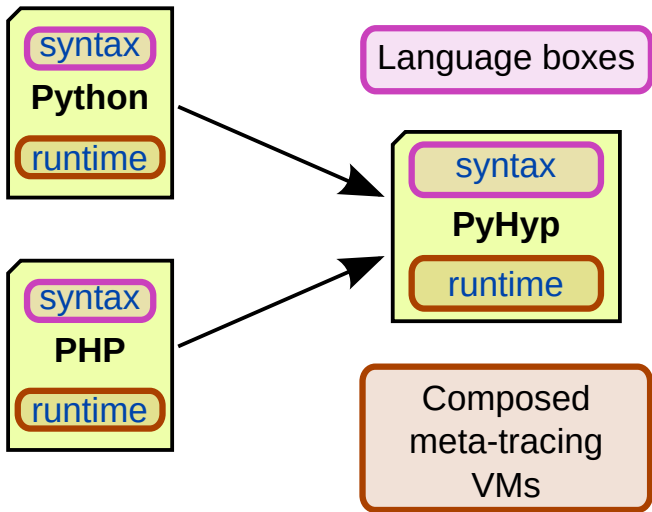 syntax
Python
runtime
syntax
PHP
runtime
Language boxes
syntax
PyHyp
runtime
Composed
meta-tracing
VMs